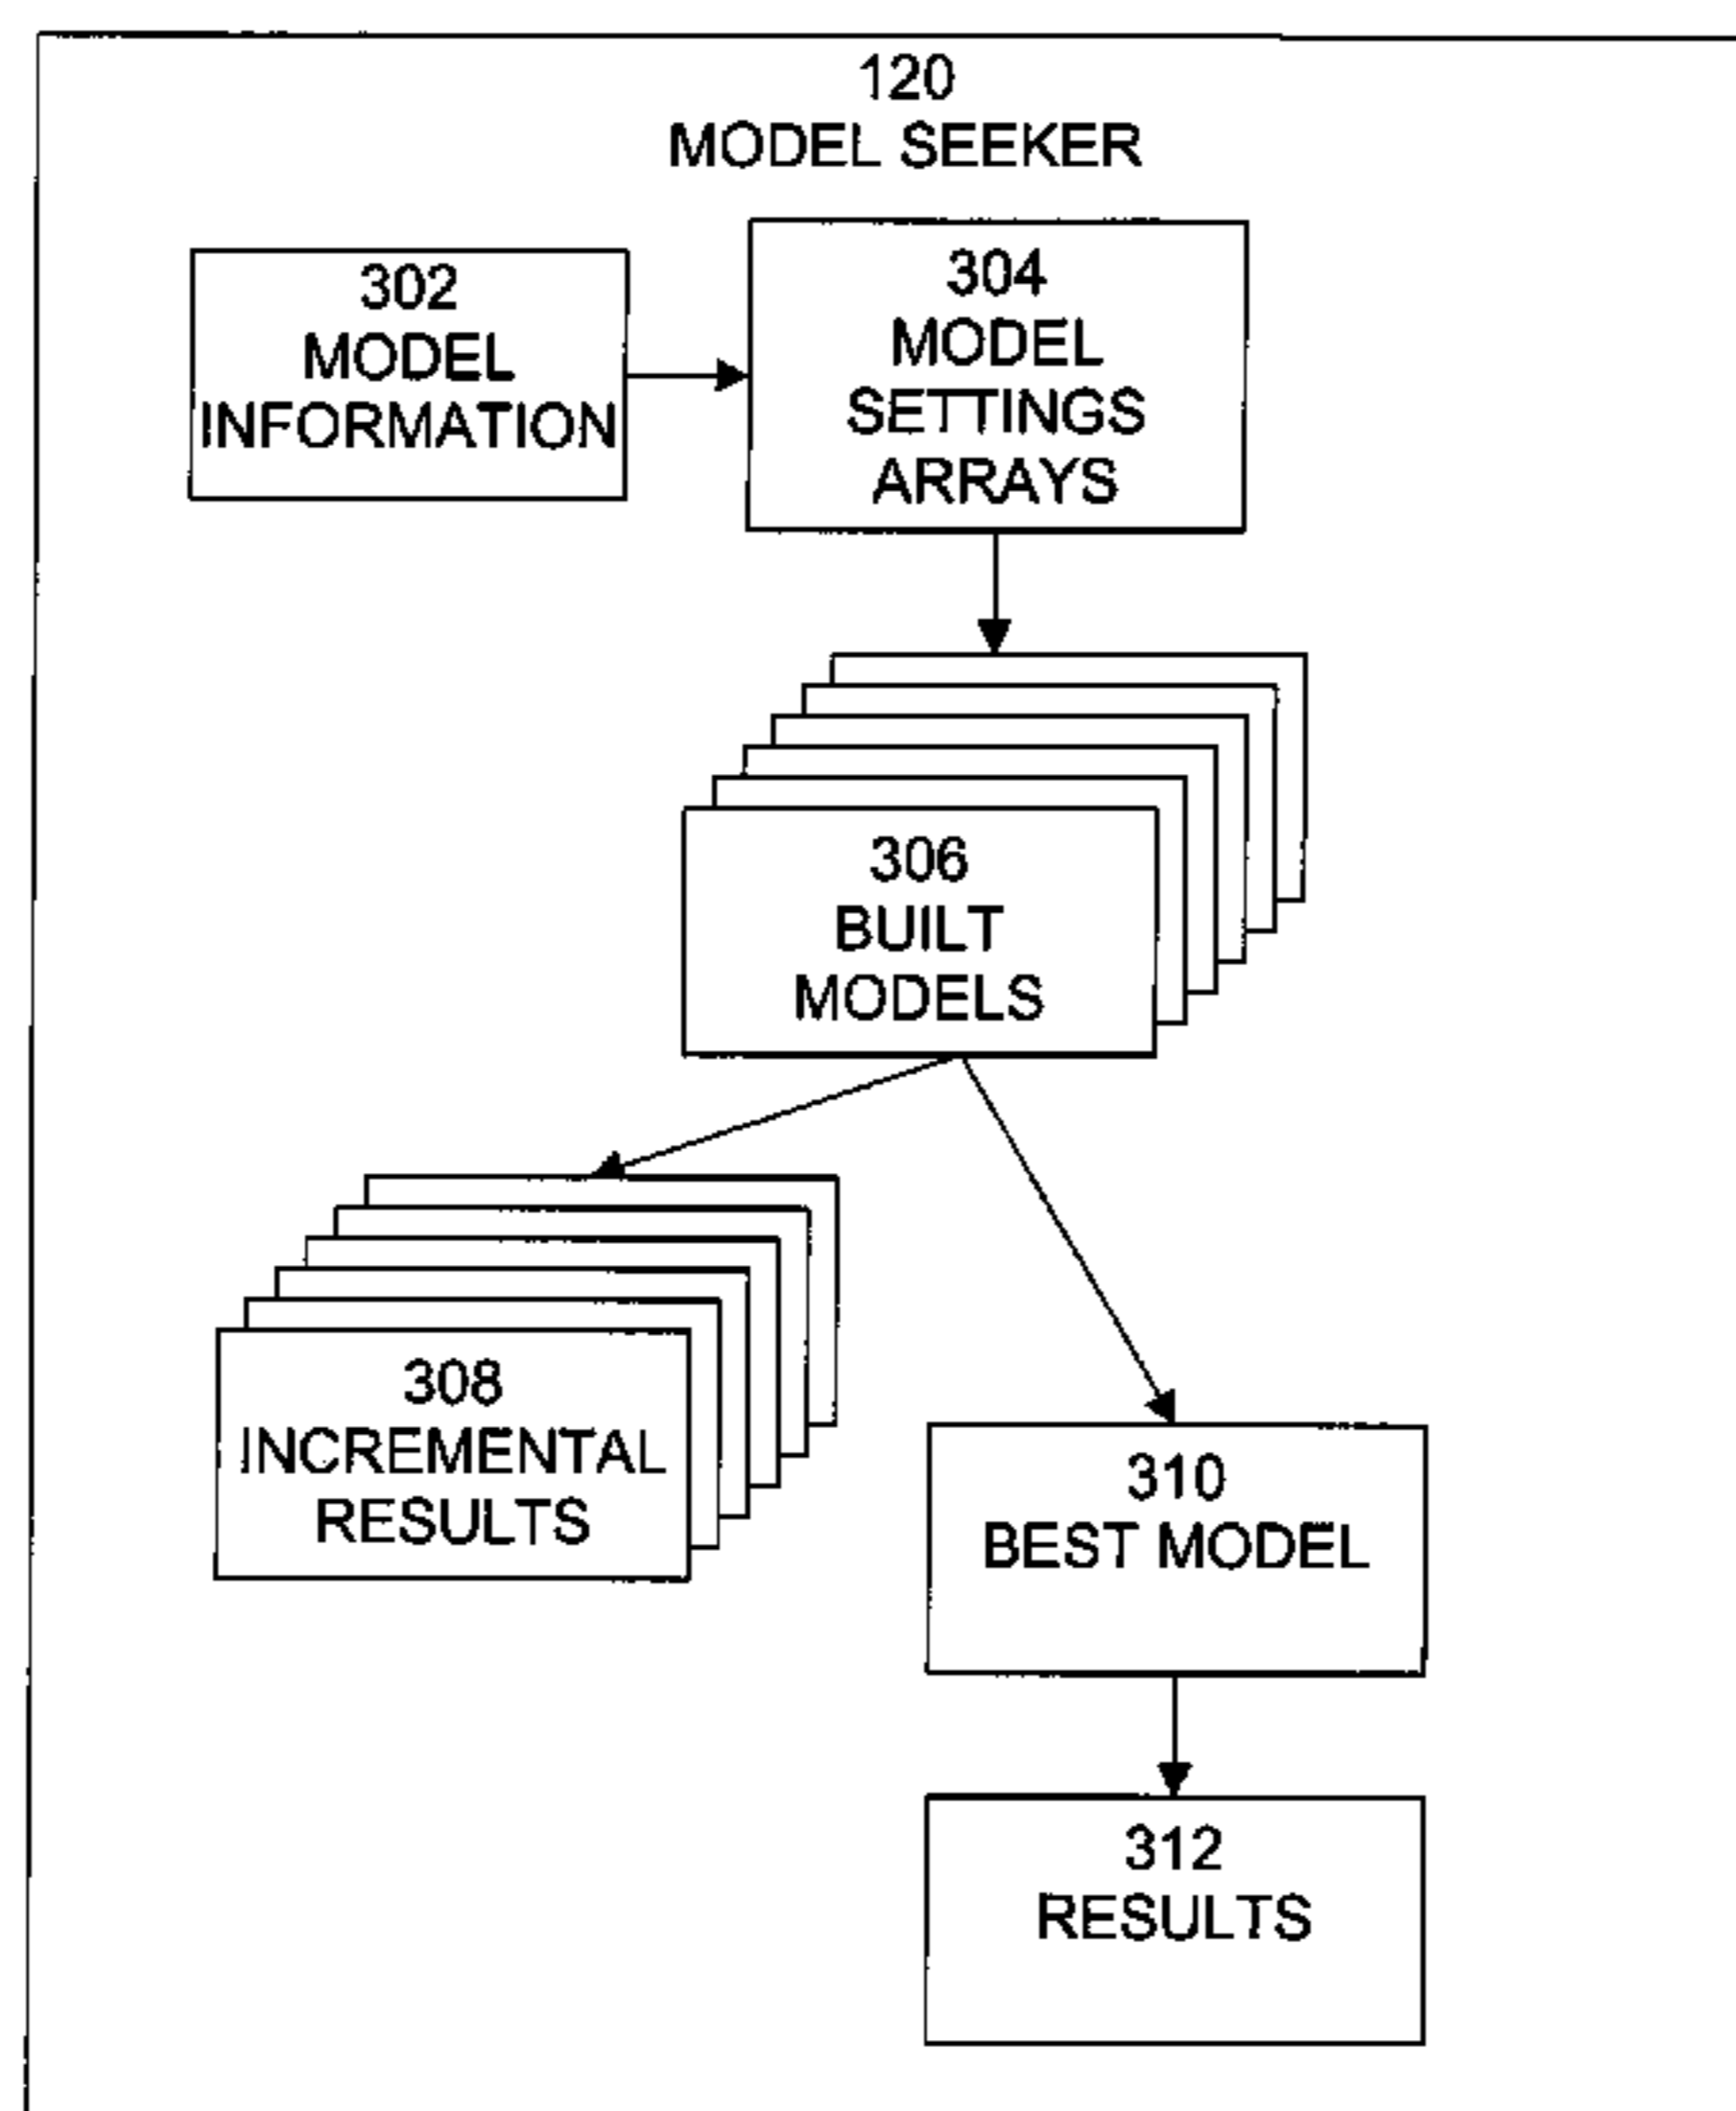 120
MODEL SEEKER
302
MODEL
INFORMATION
304
MODEL
SETTINGS
ARRAYS
306
BUILT
MODELS
308
INCREMENTAL
RESULTS
310
BEST MODEL
312
RESULTS